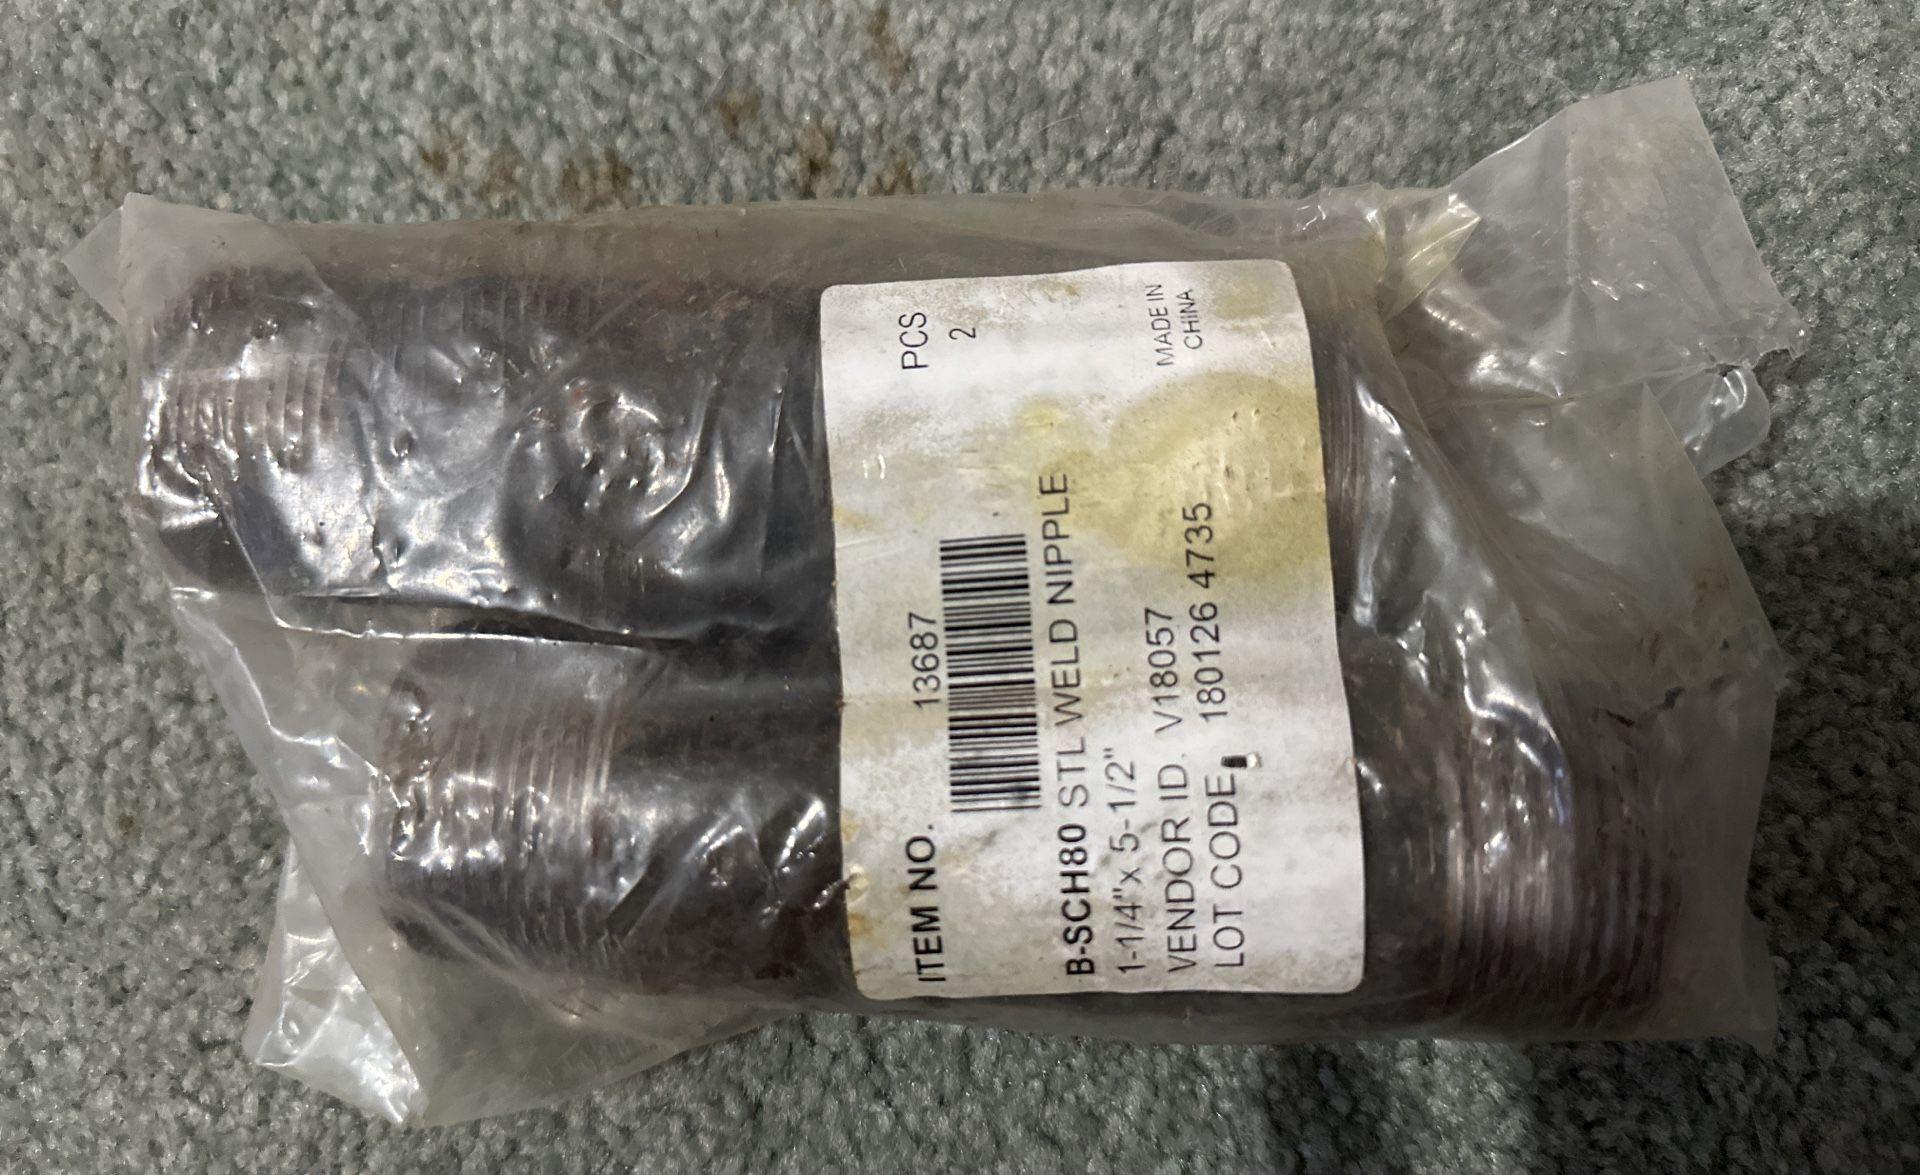 PCS
2
ITEM NO. 13687
B-SCH80 STL WELD NIPPLE
1-1/4"x 5-1/2"
VENDOR ID. V18057
LOT CODE. 180126 4735
MADE IN
CHINA